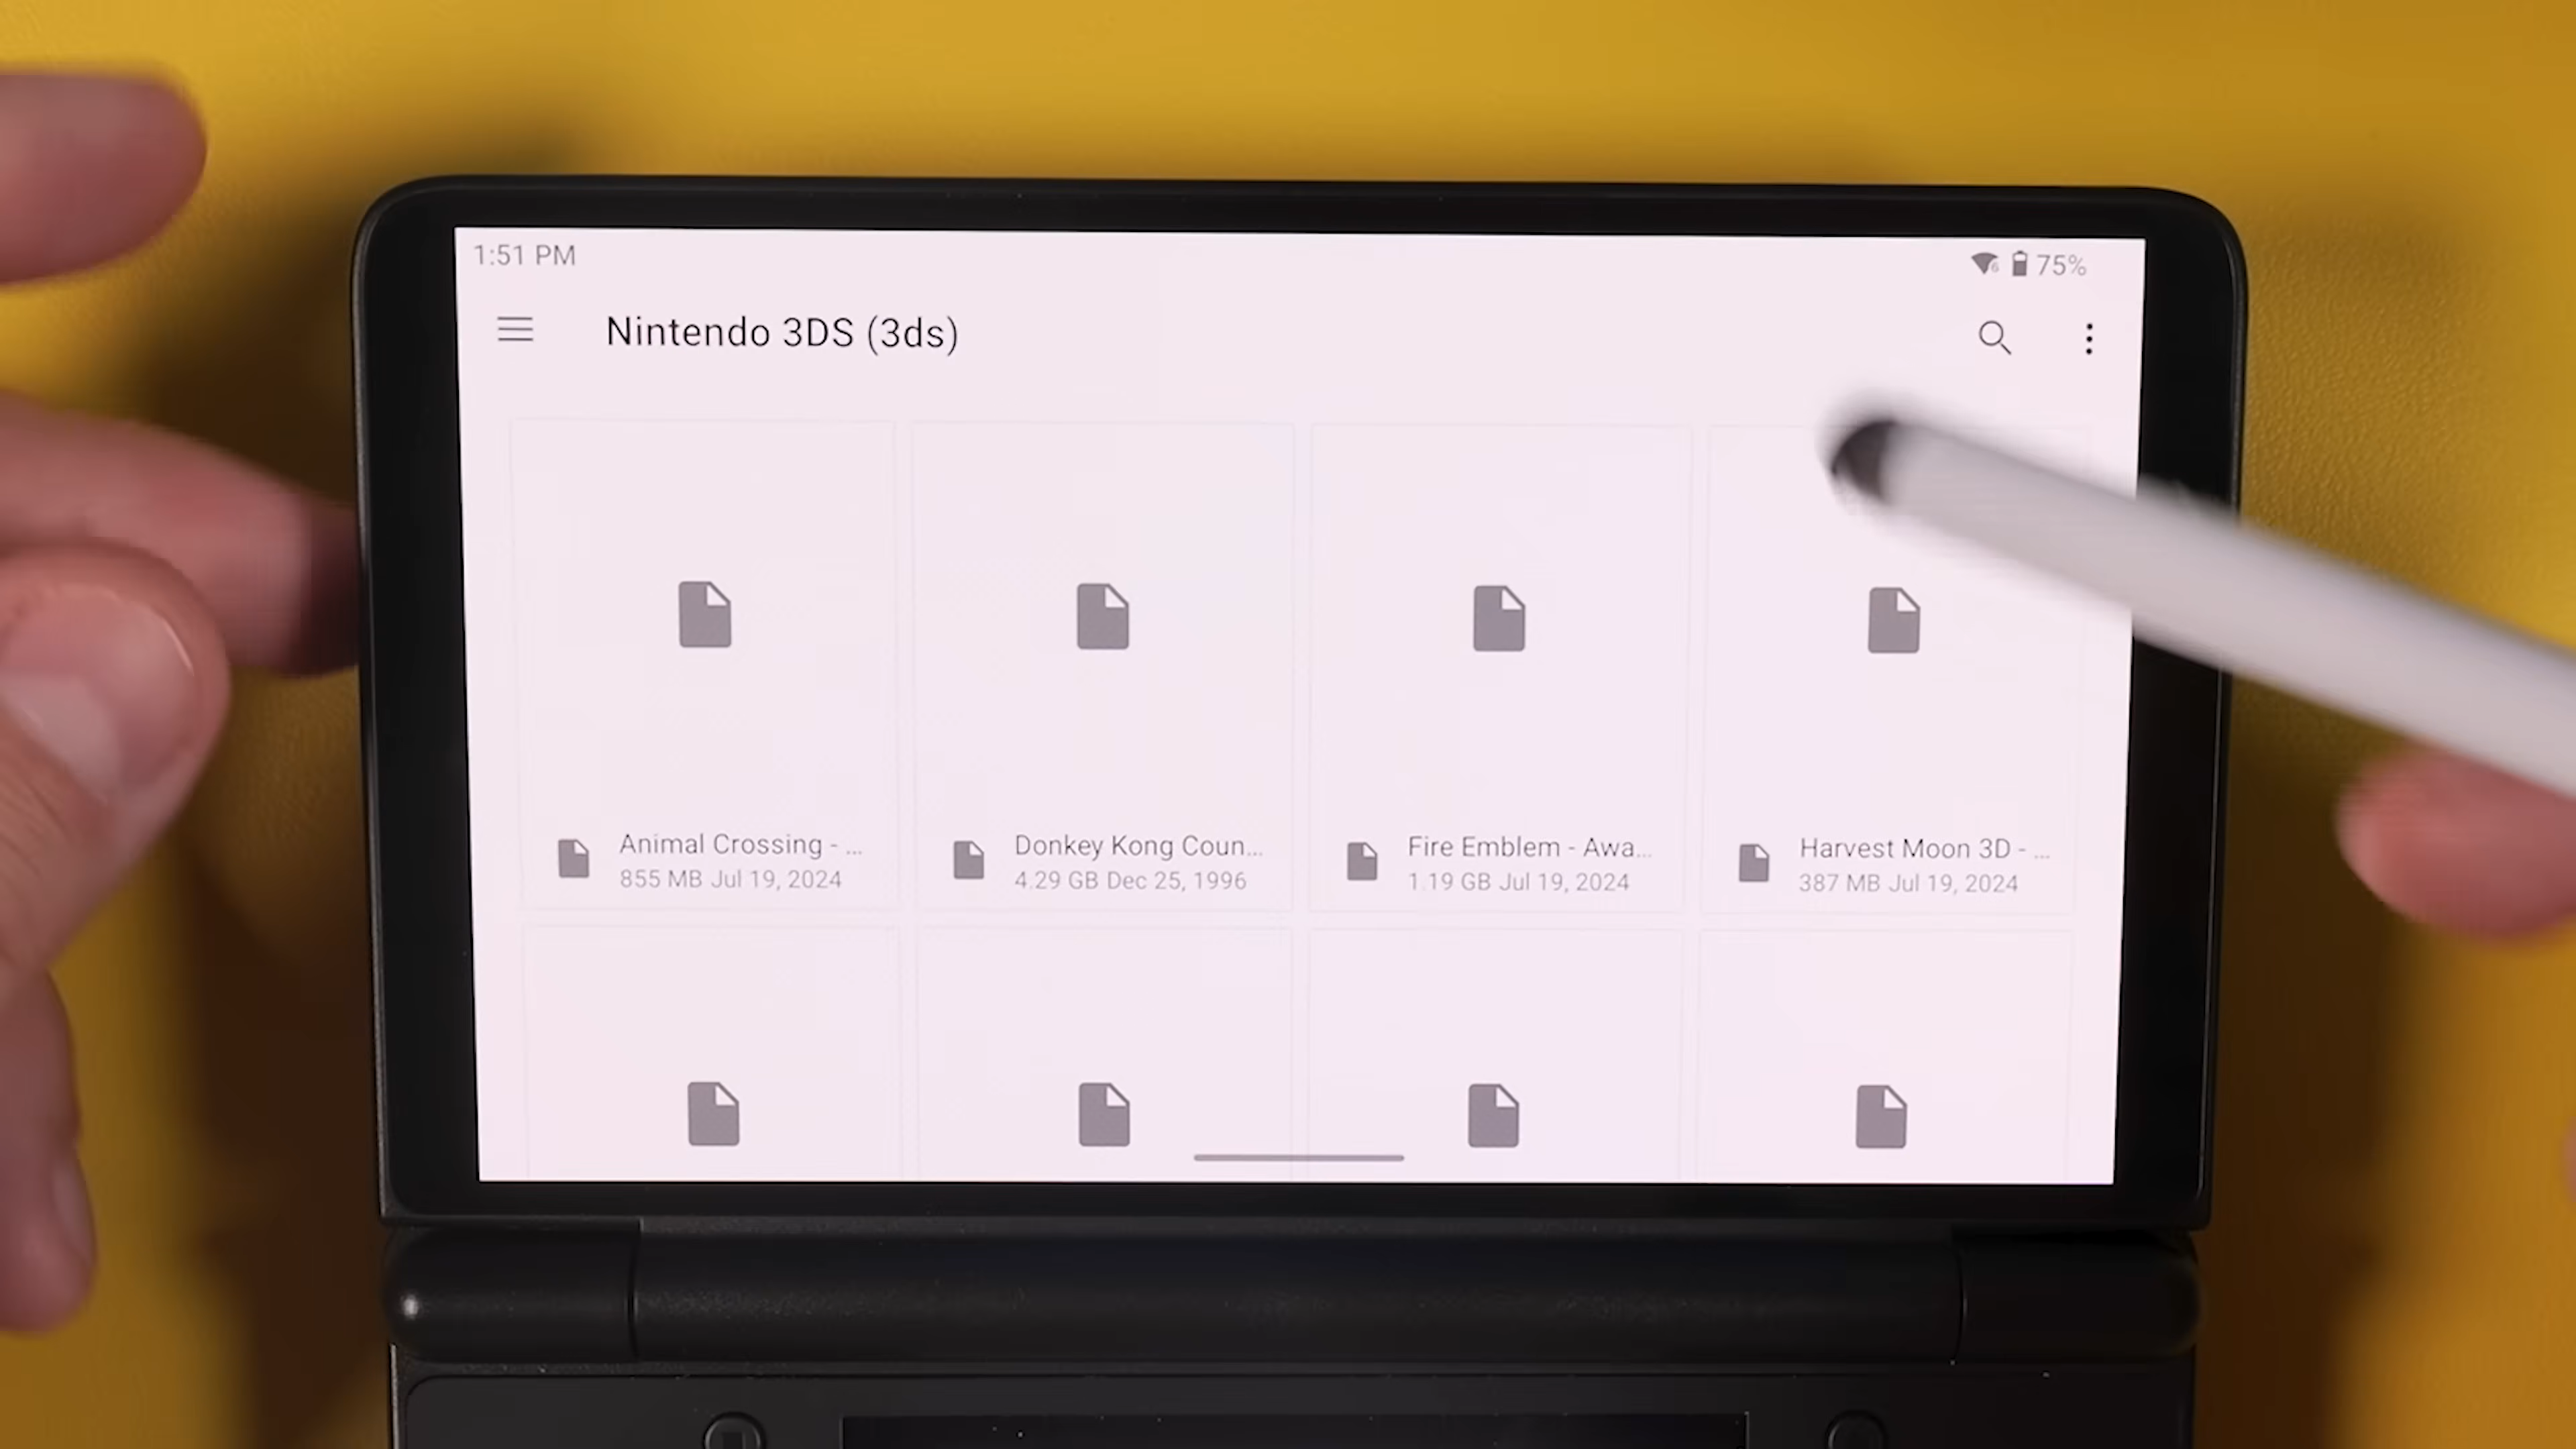 1:51 PM
6 75%
Nintendo 3DS (3ds)
Animal Crossing - ...
855 MB Jul 19, 2024
Donkey Kong Coun...
4.29 GB Dec 25, 1996
Fire Emblem - Awa...
1.19 GB Jul 19, 2024
Harvest Moon 3D - ...
387 MB Jul 19, 2024